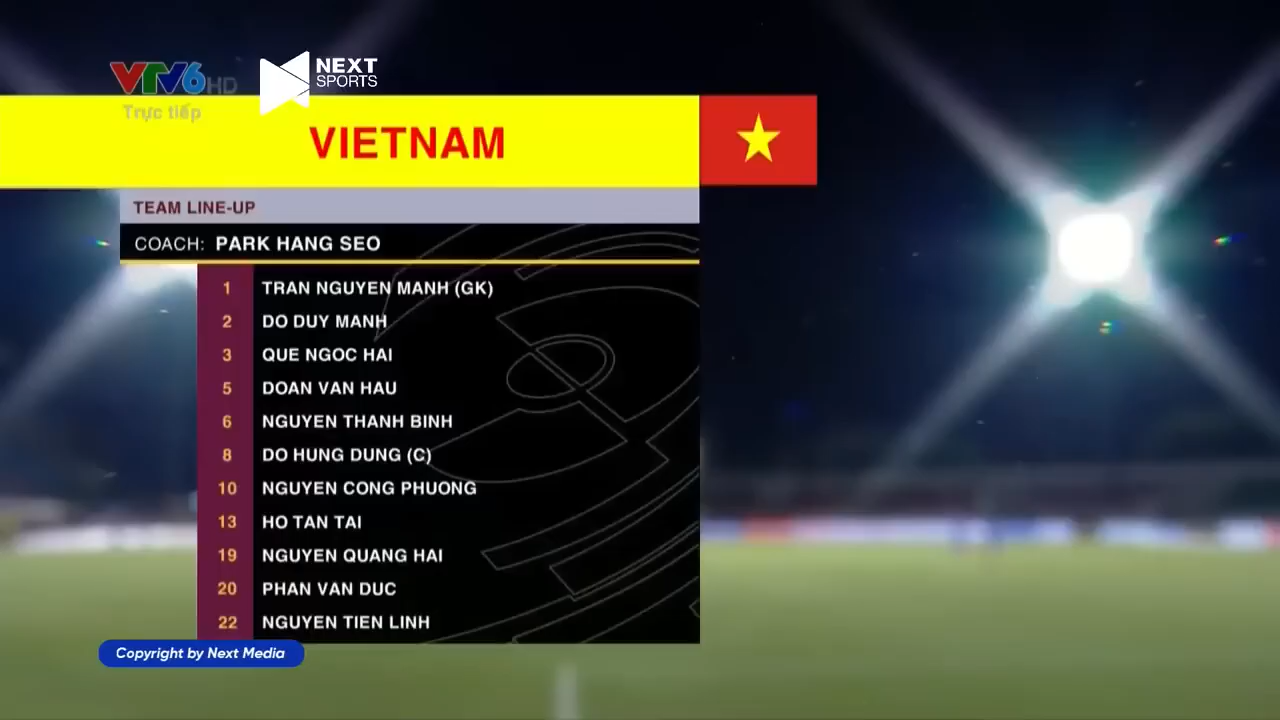 VTV6HD
Trực tiếp
NEXT
SPORTS
VIETNAM
TEAM LINE-UP
COACH: PARK HANG SEO
1 TRAN NGUYEN MANH (GK)
2 DO DUY MANH
3 QUE NGOC HAI
5 DOAN VAN HAU
6 NGUYEN THANH BINH
8 DO HUNG DUNG (C)
10 NGUYEN CONG PHUONG
13 HO TAN TAI
19 NGUYEN QUANG HAI
20 PHAN VAN DUC
22 NGUYEN TIEN LINH
Copyright by Next Media